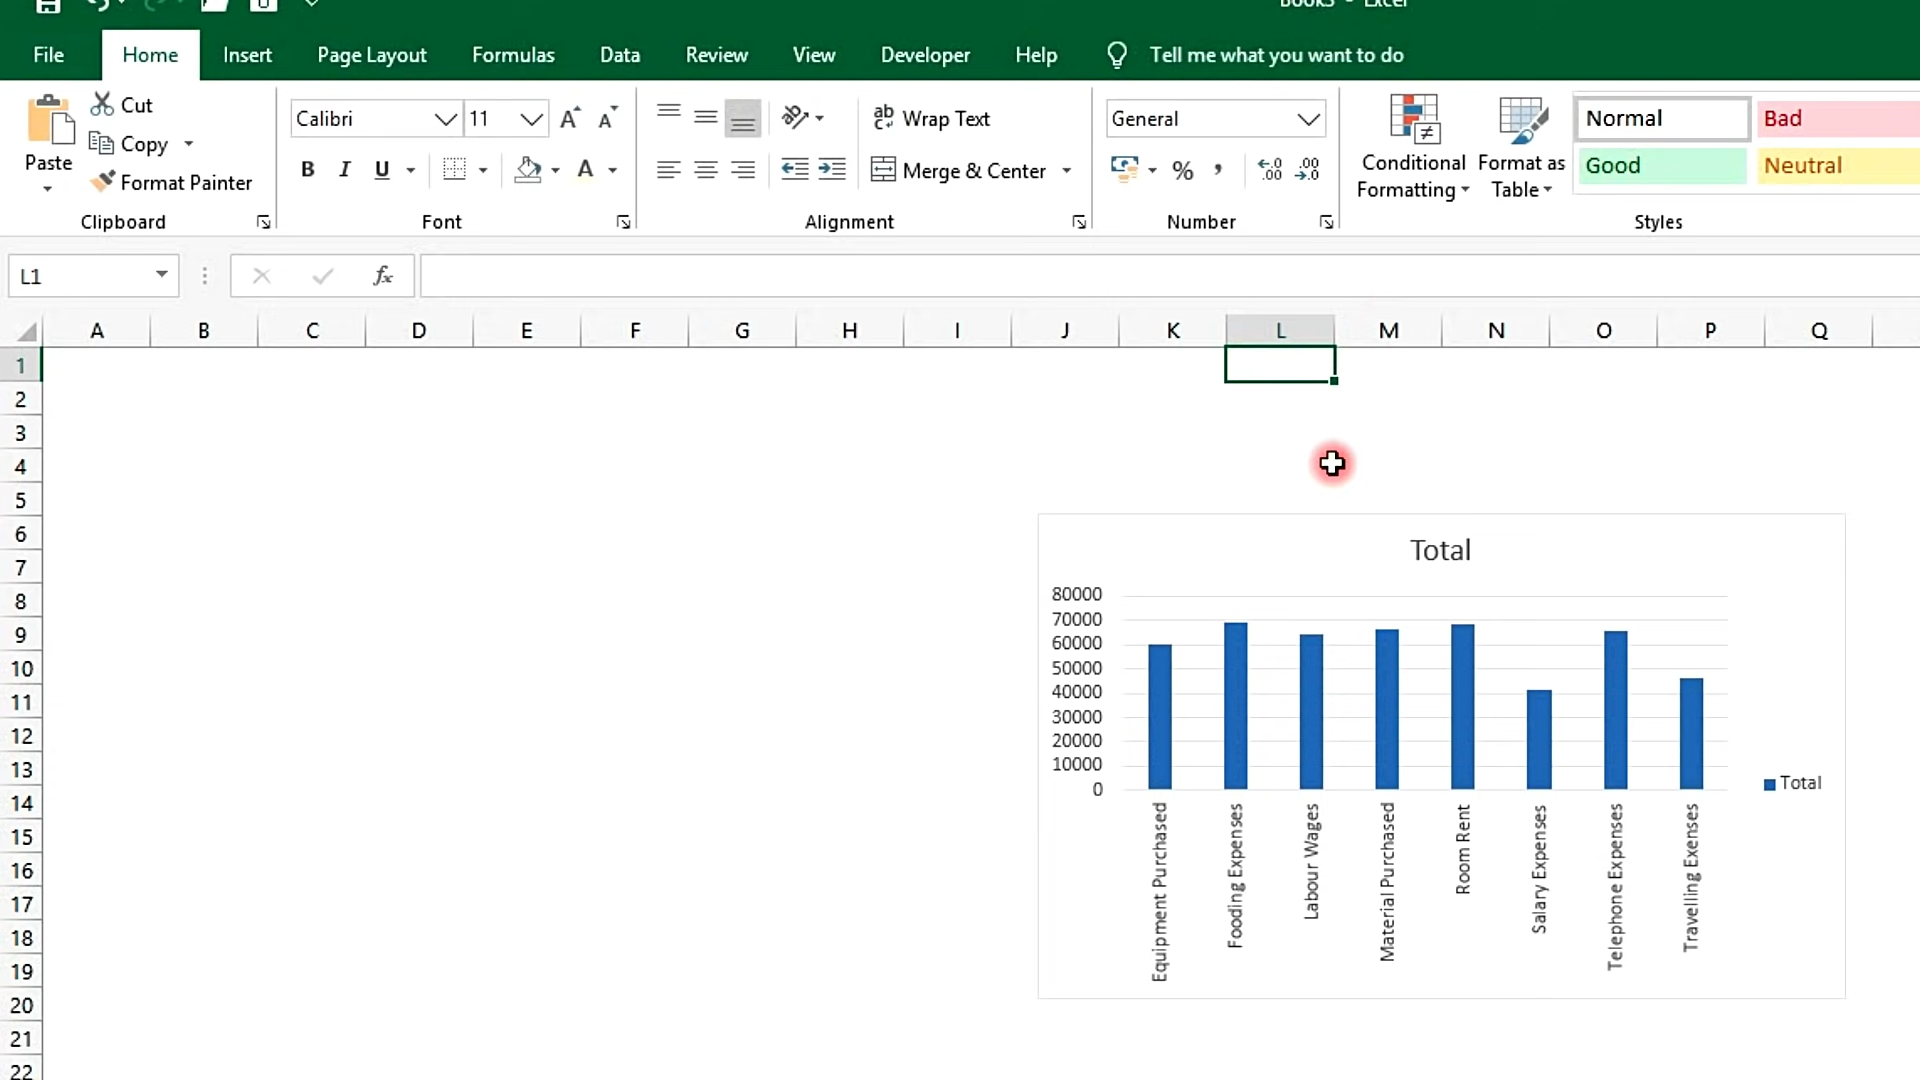 Book3 - Excel
File Home Insert Page Layout Formulas Data Review View Developer Help Tell me what you want to do
Paste
Cut
Copy
Format Painter
Clipboard
Calibri 11
B I U A
Font
ab Wrap Text
Merge & Center
Alignment
General
% ,
Number
Conditional Formatting
Format as Table
Normal Bad
Good Neutral
Styles
L1 fx
A B C D E F G H I J K L M N O P Q
1
2
3
4
5
6
7
8
9
10
11
12
13
14
15
16
17
18
19
20
21
22
Total
80000
70000
60000
50000
40000
30000
20000
10000
0
Equipment Purchased
Fooding Expenses
Labour Wages
Material Purchased
Room Rent
Salary Expenses
Telephone Expenses
Travelling Exenses
Total